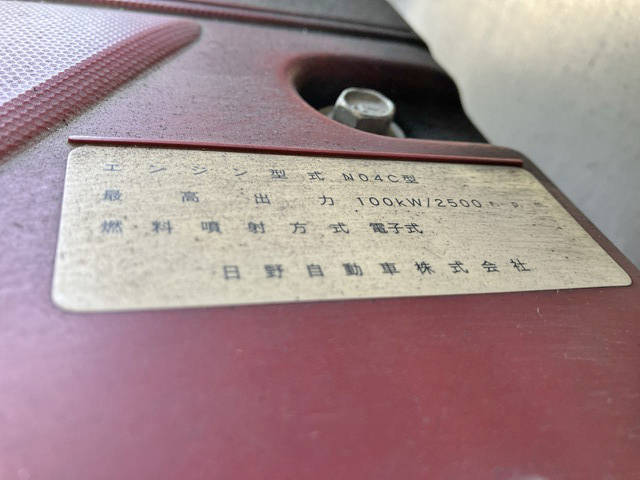 エンジン型式 N04C型
最高出力 100kW/2500r.p.m
燃料噴射方式 電子式
日野自動車株式会社